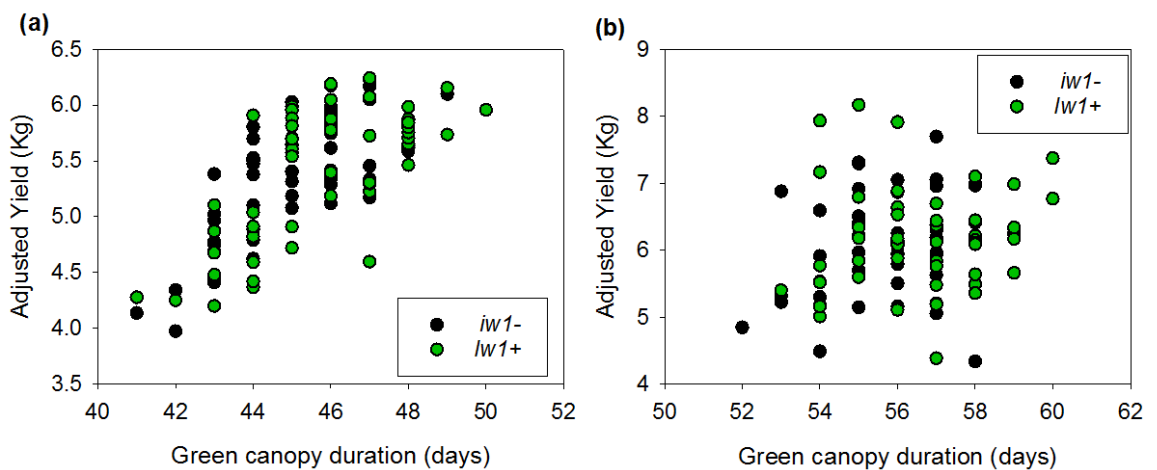 (a)
6.5
6.0
5.5
5.0
4.5
4.0
3.5
Adjusted Yield (Kg)
iw1-
Iw1+
40 42 44 46 48 50 52
Green canopy duration (days)
(b)
9
8
7
6
5
4
Adjusted Yield (Kg)
iw1-
Iw1+
50 52 54 56 58 60 62
Green canopy duration (days)